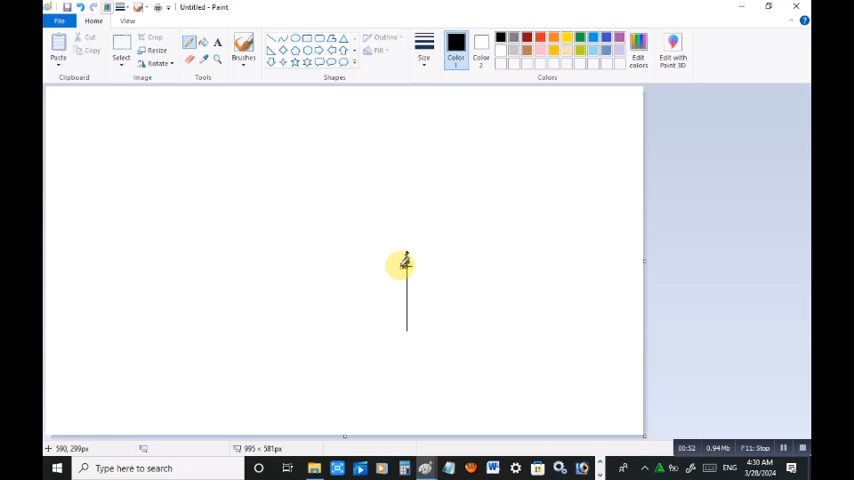 Untitled - Paint
File Home View
Paste Cut Copy
Select Crop Resize Rotate
A
Brushes
Outline Fill
Size
Color 1
Color 2
Edit colors
Edit with Paint 3D
Clipboard Image Tools Shapes Colors
590, 299px 995 × 581px 00:52 0.94 Mb F11: Stop
Type here to search
W
ENG
4:30 AM
3/28/2024